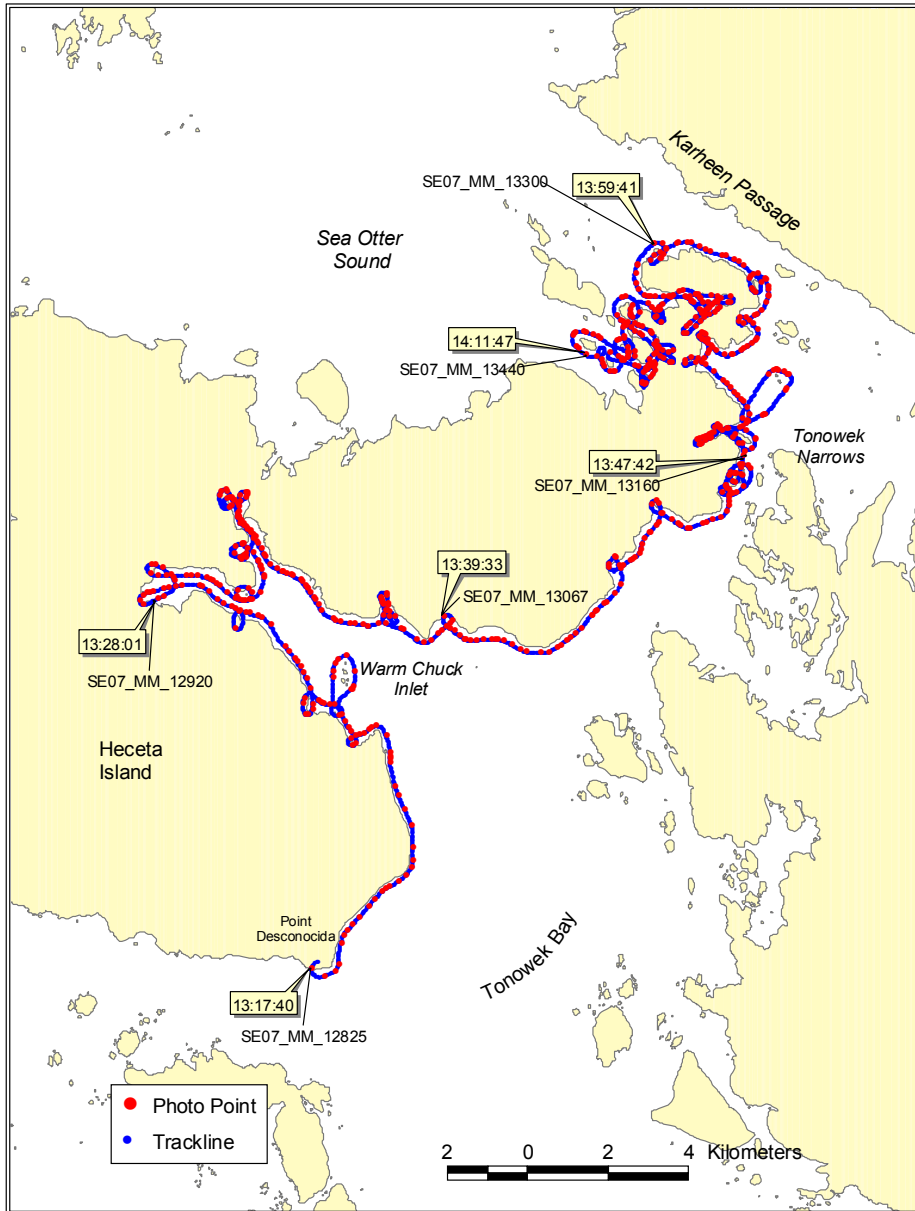 Karheen Passage
SE07_MM_13300
13:59:41
Sea Otter
Sound
14:11:47
SE07_MM_13440
Tonowek
Narrows
13:47:42
SE07_MM_13160
13:39:33
SE07_MM_13067
13:28:01
SE07_MM_12920
Warm Chuck
Inlet
Heceta
Island
Point
Desconocida
13:17:40
SE07_MM_12825
Tonowek Bay
Photo Point
Trackline
2 0 2 4 Kilometers